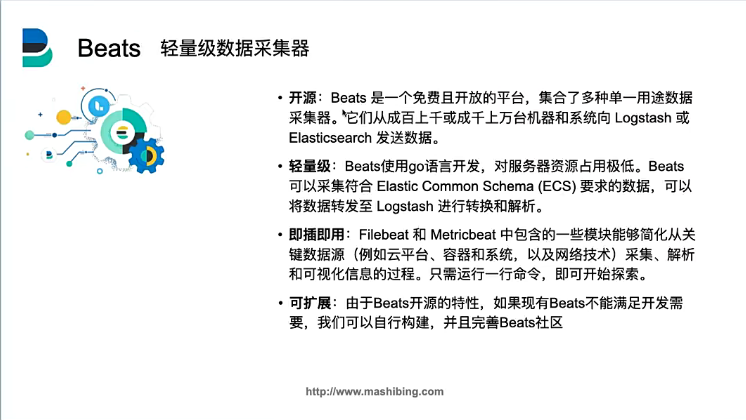 Beats 轻量级数据采集器
• 开源：Beats 是一个免费且开放的平台，集合了多种单一用途数据
采集器。它们从成百上千或成千上万台机器和系统向 Logstash 或
Elasticsearch 发送数据。
• 轻量级：Beats使用go语言开发，对服务器资源占用极低。Beats
可以采集符合 Elastic Common Schema (ECS) 要求的数据，可以
将数据转发至 Logstash 进行转换和解析。
• 即插即用：Filebeat 和 Metricbeat 中包含的一些模块能够简化从关
键数据源（例如云平台、容器和系统，以及网络技术）采集、解析
和可视化信息的过程。只需运行一行命令，即可开始探索。
• 可扩展：由于Beats开源的特性，如果现有Beats不能满足开发需
要，我们可以自行构建，并且完善Beats社区
http://www.mashibing.com